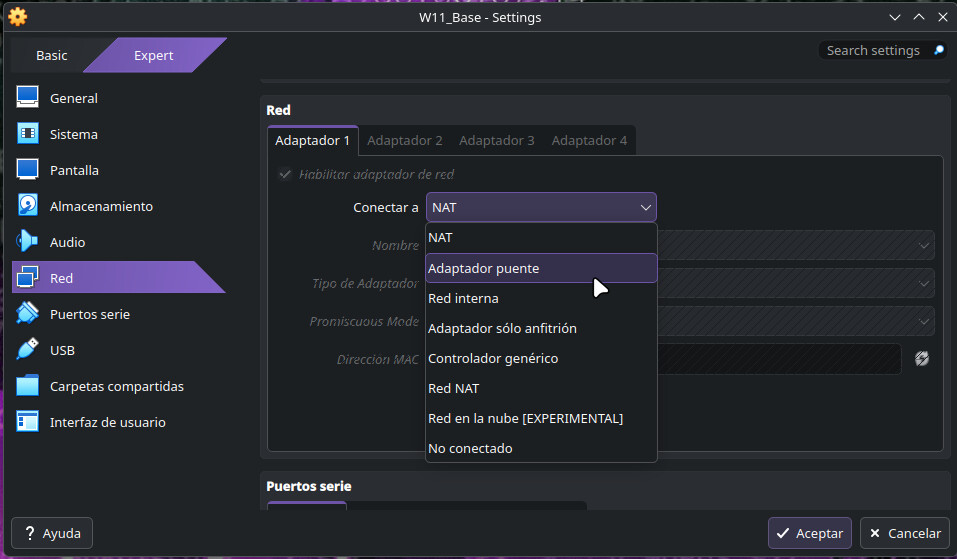 W11_Base - Settings
Basic
Expert
Search settings
General
Sistema
Pantalla
Almacenamiento
Audio
Red
Puertos serie
USB
Carpetas compartidas
Interfaz de usuario
Red
Adaptador 1
Adaptador 2
Adaptador 3
Adaptador 4
Habilitar adaptador de red
Conectar a
NAT
NAT
Adaptador puente
Red interna
Adaptador sólo anfitrión
Controlador genérico
Red NAT
Red en la nube [EXPERIMENTAL]
No conectado
Nombre
Tipo de Adaptador
Promiscuous Mode
Dirección MAC
Puertos serie
? Ayuda
Aceptar
Cancelar